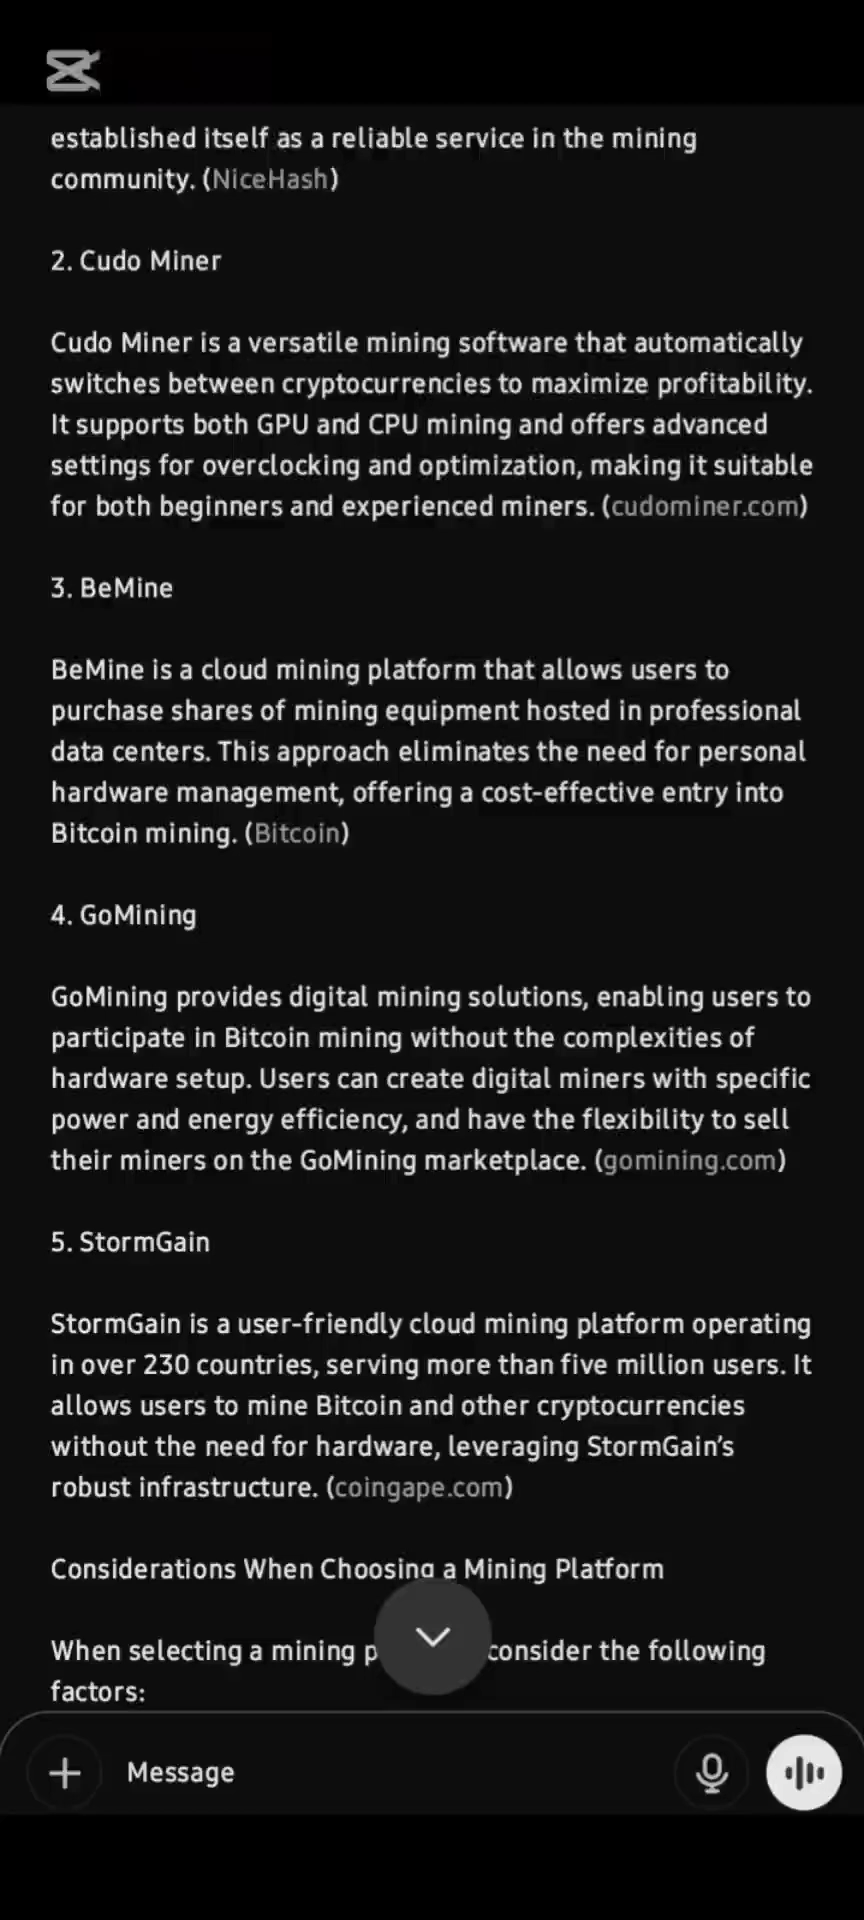 established itself as a reliable service in the mining
community. (NiceHash)
2. Cudo Miner
Cudo Miner is a versatile mining software that automatically
switches between cryptocurrencies to maximize profitability.
It supports both GPU and CPU mining and offers advanced
settings for overclocking and optimization, making it suitable
for both beginners and experienced miners. (cudominer.com)
3. BeMine
BeMine is a cloud mining platform that allows users to
purchase shares of mining equipment hosted in professional
data centers. This approach eliminates the need for personal
hardware management, offering a cost-effective entry into
Bitcoin mining. (Bitcoin)
4. GoMining
GoMining provides digital mining solutions, enabling users to
participate in Bitcoin mining without the complexities of
hardware setup. Users can create digital miners with specific
power and energy efficiency, and have the flexibility to sell
their miners on the GoMining marketplace. (gomining.com)
5. StormGain
StormGain is a user-friendly cloud mining platform operating
in over 230 countries, serving more than five million users. It
allows users to mine Bitcoin and other cryptocurrencies
without the need for hardware, leveraging StormGain’s
robust infrastructure. (coingape.com)
Considerations When Choosing a Mining Platform
When selecting a mining consider the following
factors:
Message